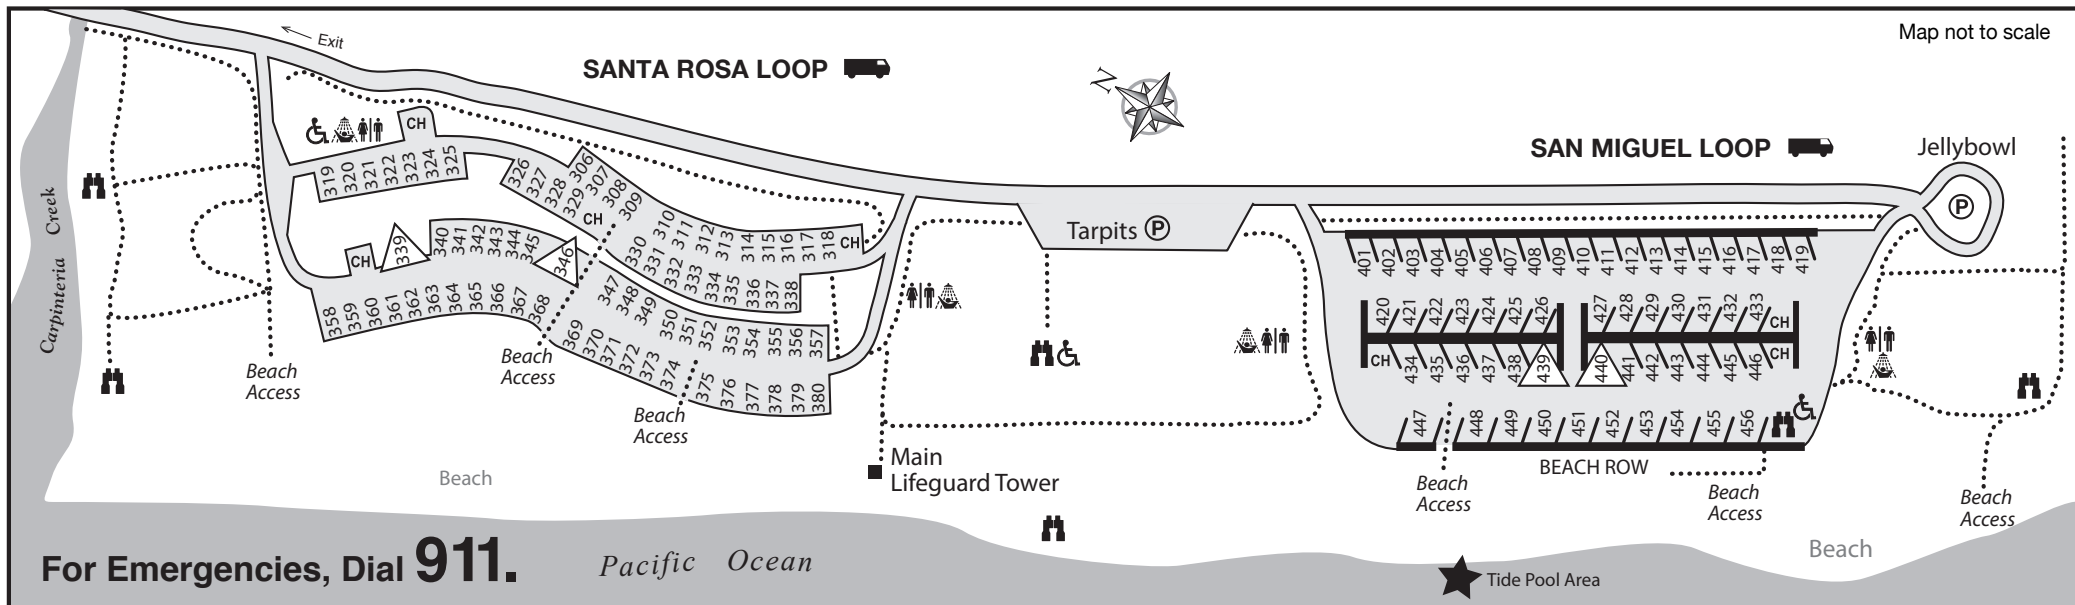 Map not to scale
Exit
SANTA ROSA LOOP
N
SAN MIGUEL LOOP
Jellybowl
P
CH
319 320 321 322 323 324 325
326 327 328 329
CH
306 307 308 309 310 311 312 313 314 315 316 317 318
CH
330 331 332 333 334 335 336 337 338
CH
339
340 341 342 343 344 345
346
347 348 349 350 351 352 353 354 355 356 357
358 359 360 361 362 363 364 365 366 367 368
369 370 371 372 373 374 375 376 377 378 379 380
Tarpits P
401 402 403 404 405 406 407 408 409 410 411 412 413 414 415 416 417 418 419
420 421 422 423 424 425 426
427 428 429 430 431 432 433
CH
CH
434 435 436 437 438 439
440 441 442 443 444 445 446
CH
447 448 449 450 451 452 453 454 455 456
BEACH ROW
Carpinteria Creek
Beach
Access
Beach
Access
Beach
Access
Beach
Access
Beach
Access
Beach
Access
Main
Lifeguard Tower
Beach
Beach
For Emergencies, Dial 911.
Pacific Ocean
Tide Pool Area